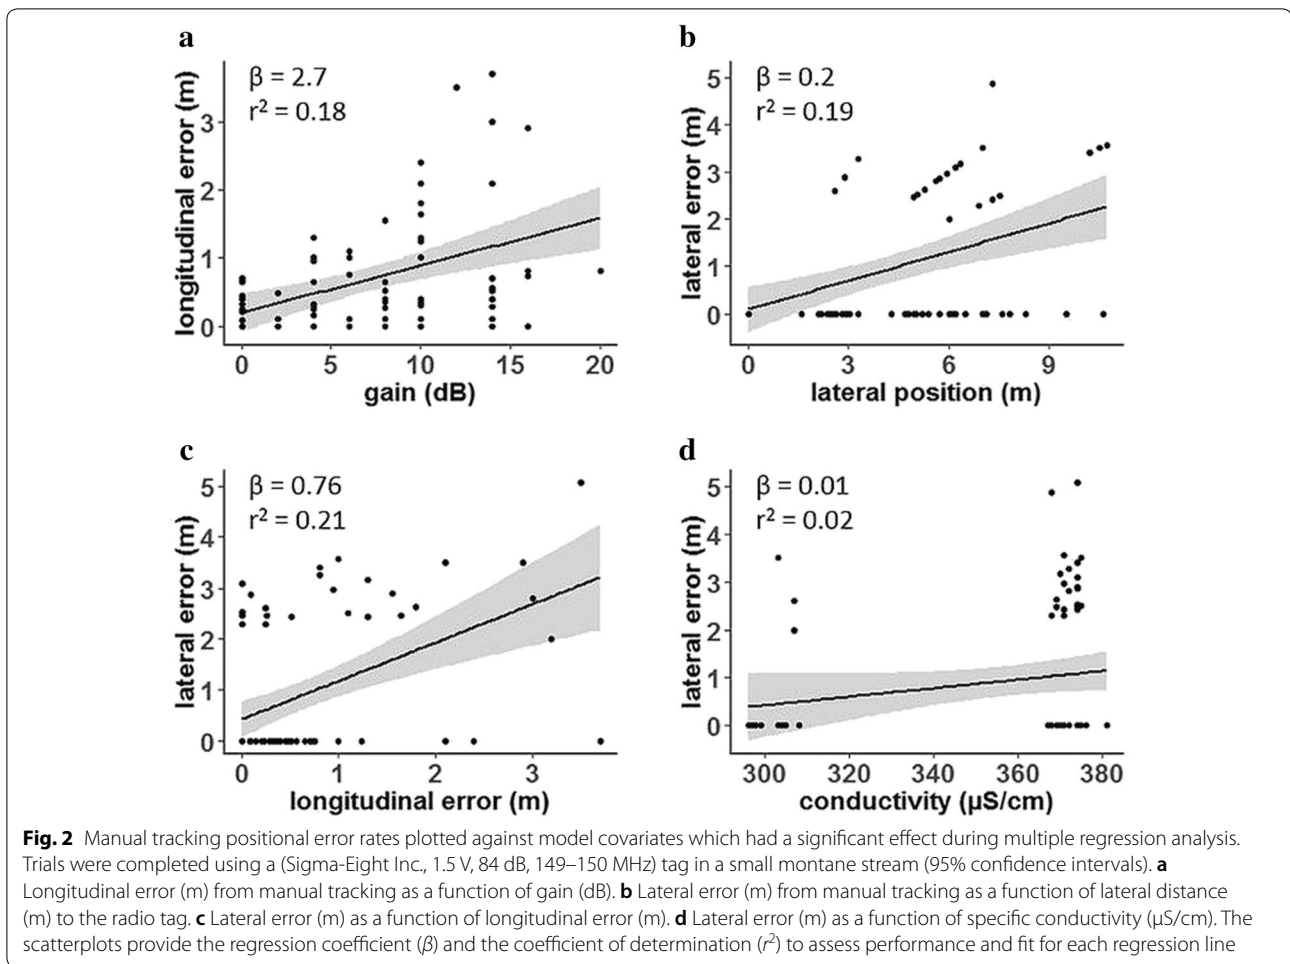 a
β = 2.7
r² = 0.18
longitudinal error (m)
3
2
1
0
0 5 10 15 20
gain (dB)
b
β = 0.2
r² = 0.19
lateral error (m)
5
4
3
2
1
0
0 3 6 9
lateral position (m)
c
β = 0.76
r² = 0.21
lateral error (m)
5
4
3
2
1
0
0 1 2 3
longitudinal error (m)
d
β = 0.01
r² = 0.02
lateral error (m)
5
4
3
2
1
0
300 320 340 360 380
conductivity (µS/cm)
Fig. 2 Manual tracking positional error rates plotted against model covariates which had a significant effect during multiple regression analysis.
Trials were completed using a (Sigma-Eight Inc., 1.5 V, 84 dB, 149–150 MHz) tag in a small montane stream (95% confidence intervals). a
Longitudinal error (m) from manual tracking as a function of gain (dB). b Lateral error (m) from manual tracking as a function of lateral distance
(m) to the radio tag. c Lateral error (m) as a function of longitudinal error (m). d Lateral error (m) as a function of specific conductivity (µS/cm). The
scatterplots provide the regression coefficient (β) and the coefficient of determination (r²) to assess performance and fit for each regression line